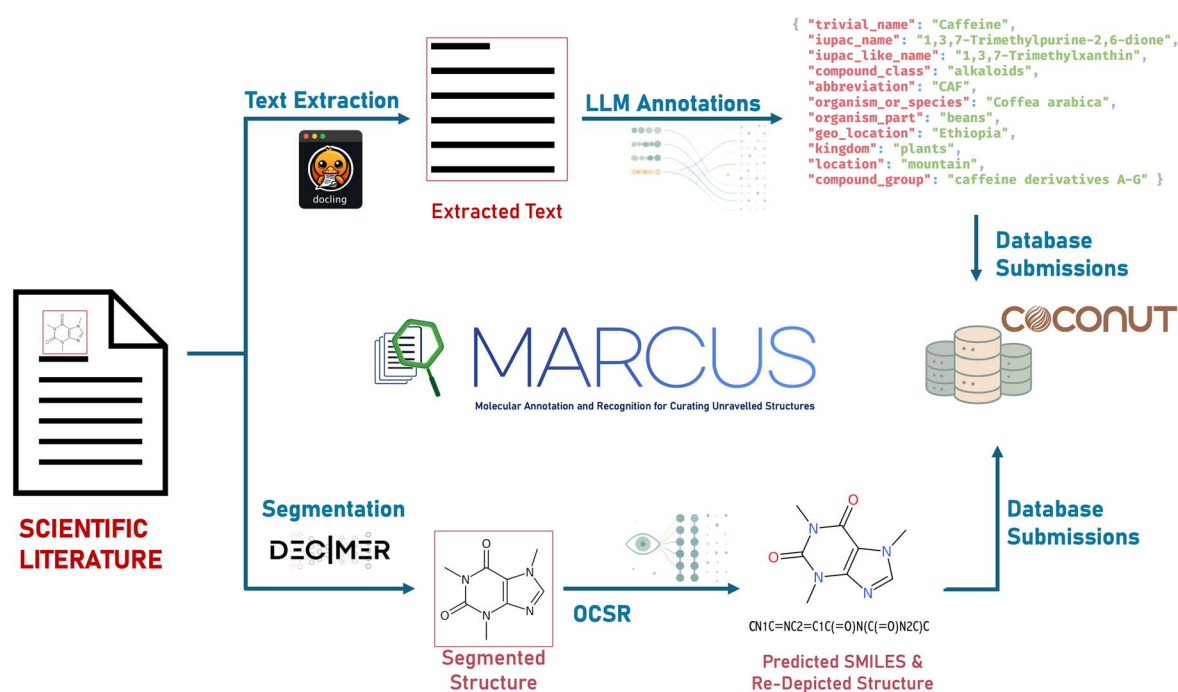 { "trivial_name": "Caffeine",
"iupac_name": "1,3,7-Trimethylpurine-2,6-dione",
"iupac_like_name": "1,3,7-Trimethylxanthin",
"compound_class": "alkaloids",
"abbreviation": "CAF",
"organism_or_species": "Coffea arabica",
"organism_part": "beans",
"geo_location": "Ethiopia",
"kingdom": "plants",
"location": "mountain",
"compound_group": "caffeine derivatives A-G" }
Text Extraction
docling
Extracted Text
LLM Annotations
Database
Submissions
COCONUT
MARCUS
Molecular Annotation and Recognition for Curating Unravelled Structures
SCIENTIFIC
LITERATURE
Segmentation
DECIMER
O
N
N
O
N
N
Segmented
Structure
OCSR
O
N
N
O
N
N
CN1C=NC2=C1C(=O)N(C(=O)N2C)C
Predicted SMILES &
Re-Depicted Structure
Database
Submissions